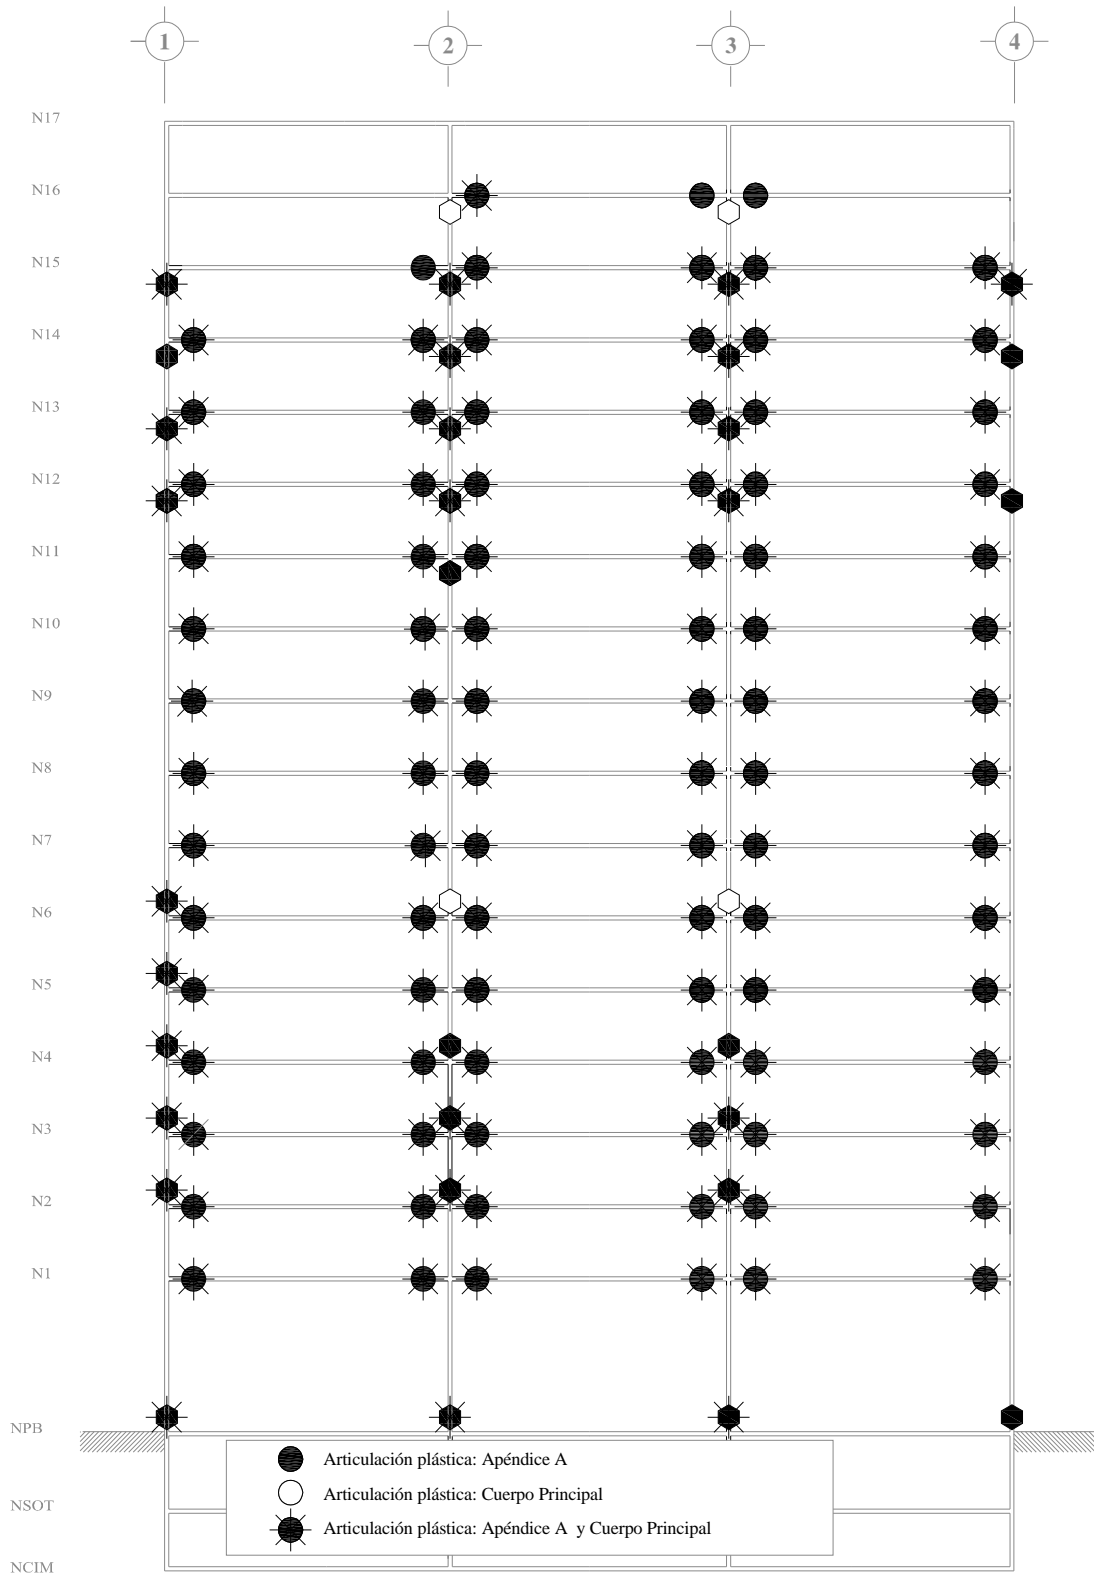 1 2 3 4
N17
N16
N15
N14
N13
N12
N11
N10
N9
N8
N7
N6
N5
N4
N3
N2
N1
NPB
Articulación plástica: Apéndice A
Articulación plástica: Cuerpo Principal
NSOT
Articulación plástica: Apéndice A y Cuerpo Principal
NCIM